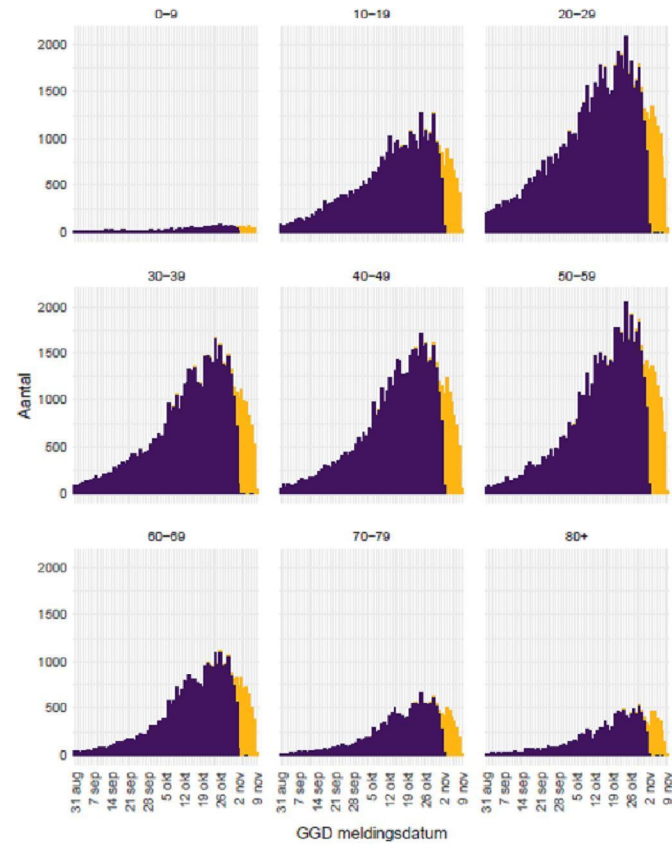 0-9
10-19
20-29
2000
1500
1000
500
0
30-39
40-49
50-59
2000
1500
1000
500
0
Aantal
60-69
70-79
80+
2000
1500
1000
500
0
31 aug
7 sep
14 sep
21 sep
28 sep
5 okt
12 okt
19 okt
26 okt
2 nov
9 nov
31 aug
7 sep
14 sep
21 sep
28 sep
5 okt
12 okt
19 okt
26 okt
2 nov
9 nov
31 aug
7 sep
14 sep
21 sep
28 sep
5 okt
12 okt
19 okt
26 okt
2 nov
9 nov
GGD meldingsdatum